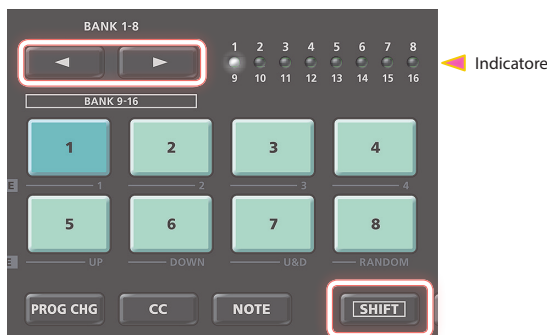 BANK 1-8
1 2 3 4 5 6 7 8
Indicatore
9 10 11 12 13 14 15 16
BANK 9-16
1 2 3 4
E 1 2 3 4
5 6 7 8
E UP DOWN U&D RANDOM
PROG CHG CC NOTE SHIFT